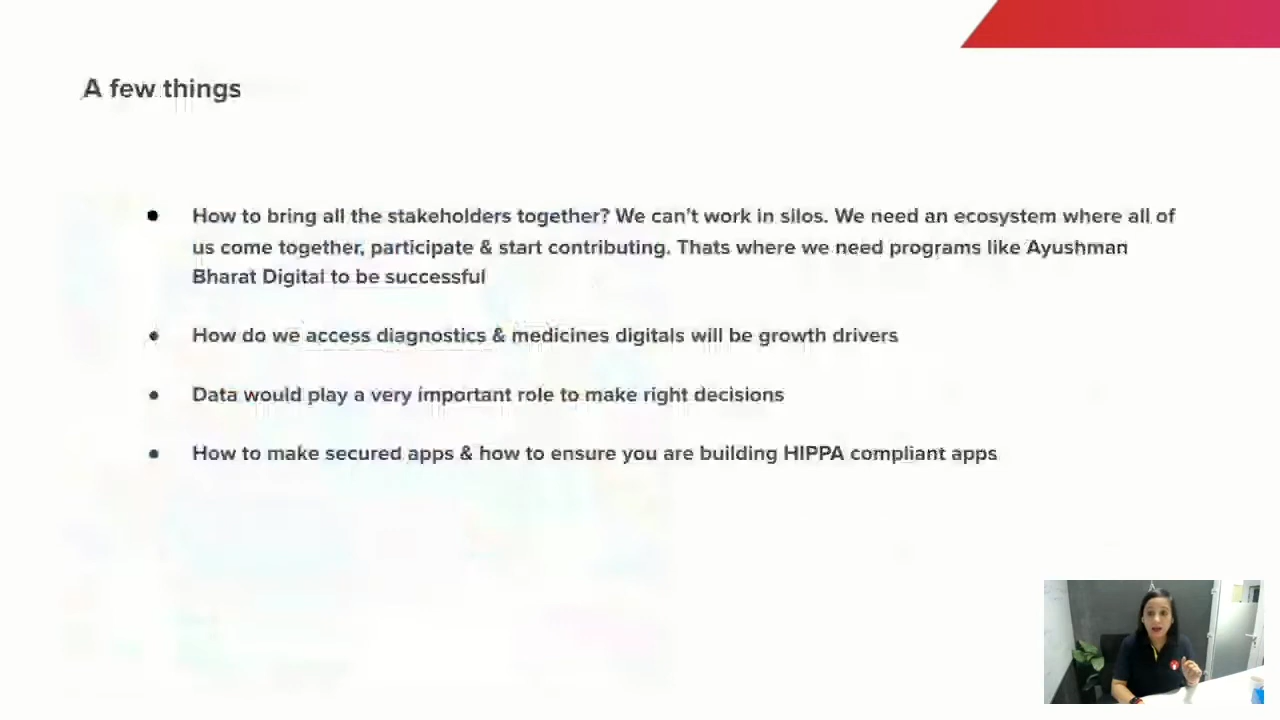 A few things
How to bring all the stakeholders together? We can't work in silos. We need an ecosystem where all of
us come together, participate & start contributing. Thats where we need programs like Ayushman
Bharat Digital to be successful
How do we access diagnostics & medicines digitals will be growth drivers
Data would play a very important role to make right decisions
How to make secured apps & how to ensure you are building HIPPA compliant apps